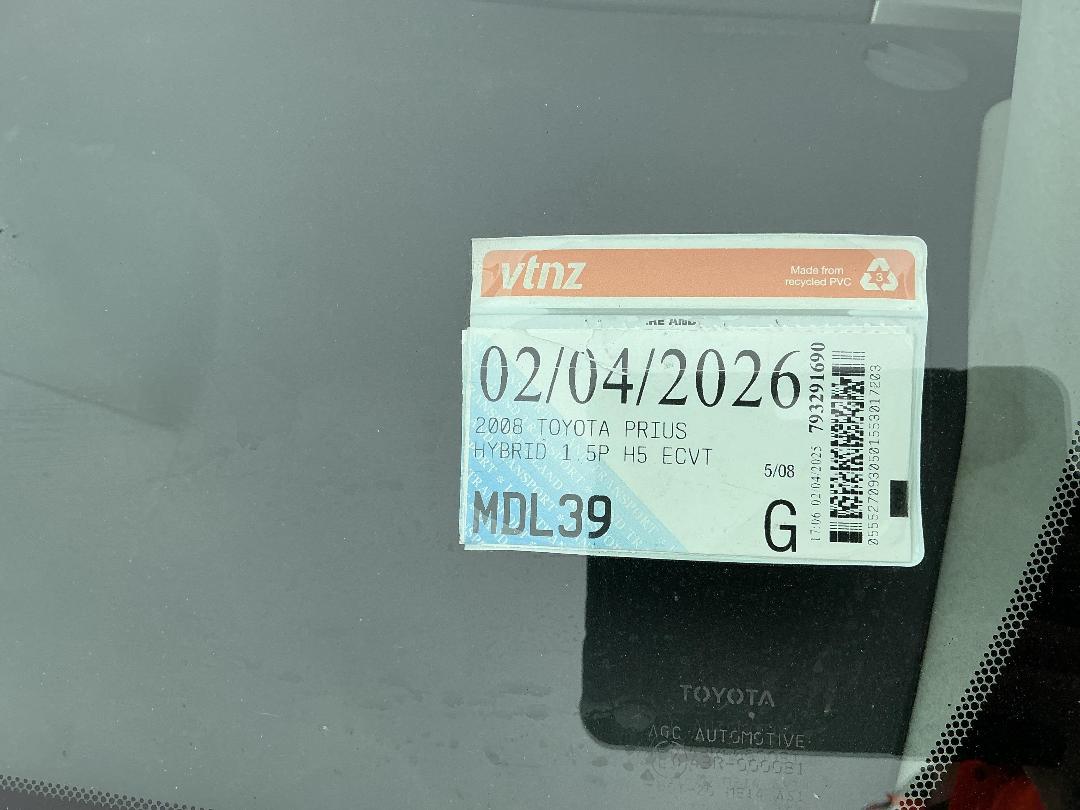 vtnz
Made from
recycled PVC
3
02/04/2026
2008 TOYOTA PRIUS
HYBRID 1.5P H5 ECVT
5/08
MDL39
G
17:06 02/04/2025 793291690
TOYOTA
AGC AUTOMOTIVE